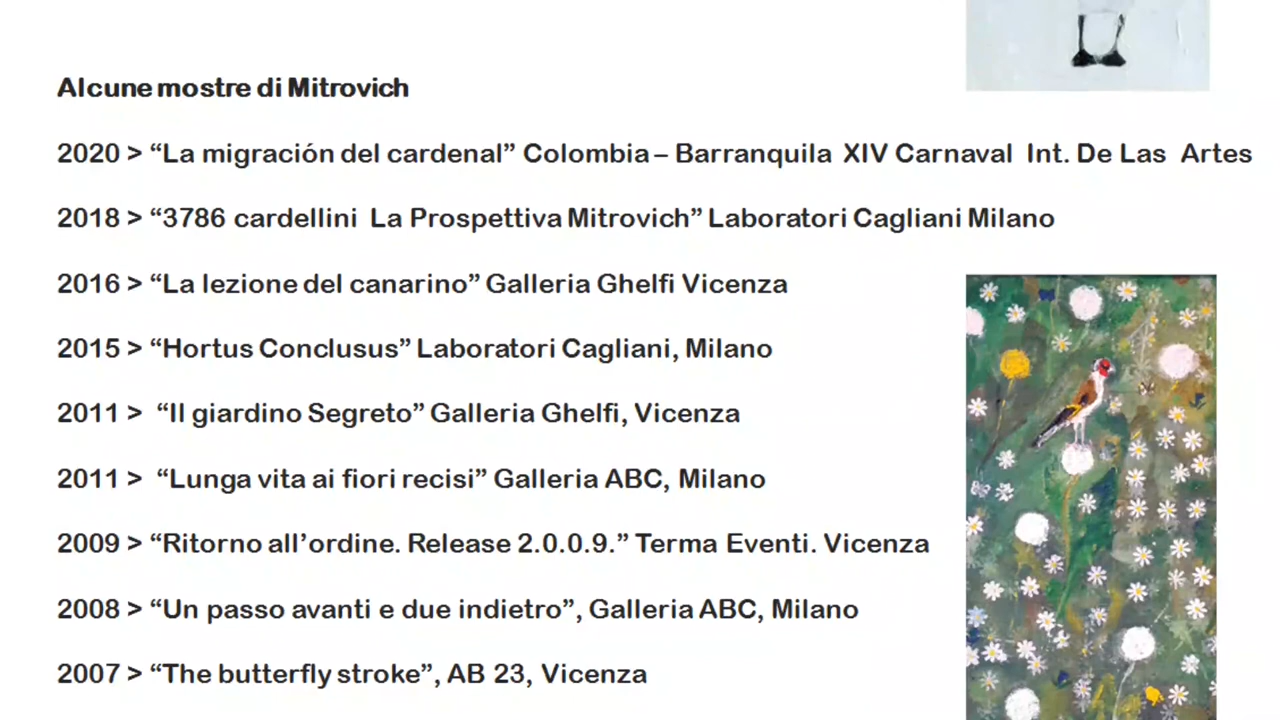 Alcune mostre di Mitrovich
2020 > “La migración del cardenal” Colombia – Barranquila XIV Carnaval Int. De Las Artes
2018 > “3786 cardellini La Prospettiva Mitrovich” Laboratori Cagliani Milano
2016 > “La lezione del canarino” Galleria Ghelfi Vicenza
2015 > “Hortus Conclusus” Laboratori Cagliani, Milano
2011 > “Il giardino Segreto” Galleria Ghelfi, Vicenza
2011 > “Lunga vita ai fiori recisi” Galleria ABC, Milano
2009 > “Ritorno all’ordine. Release 2.0.0.9.” Terma Eventi. Vicenza
2008 > “Un passo avanti e due indietro”, Galleria ABC, Milano
2007 > “The butterfly stroke”, AB 23, Vicenza